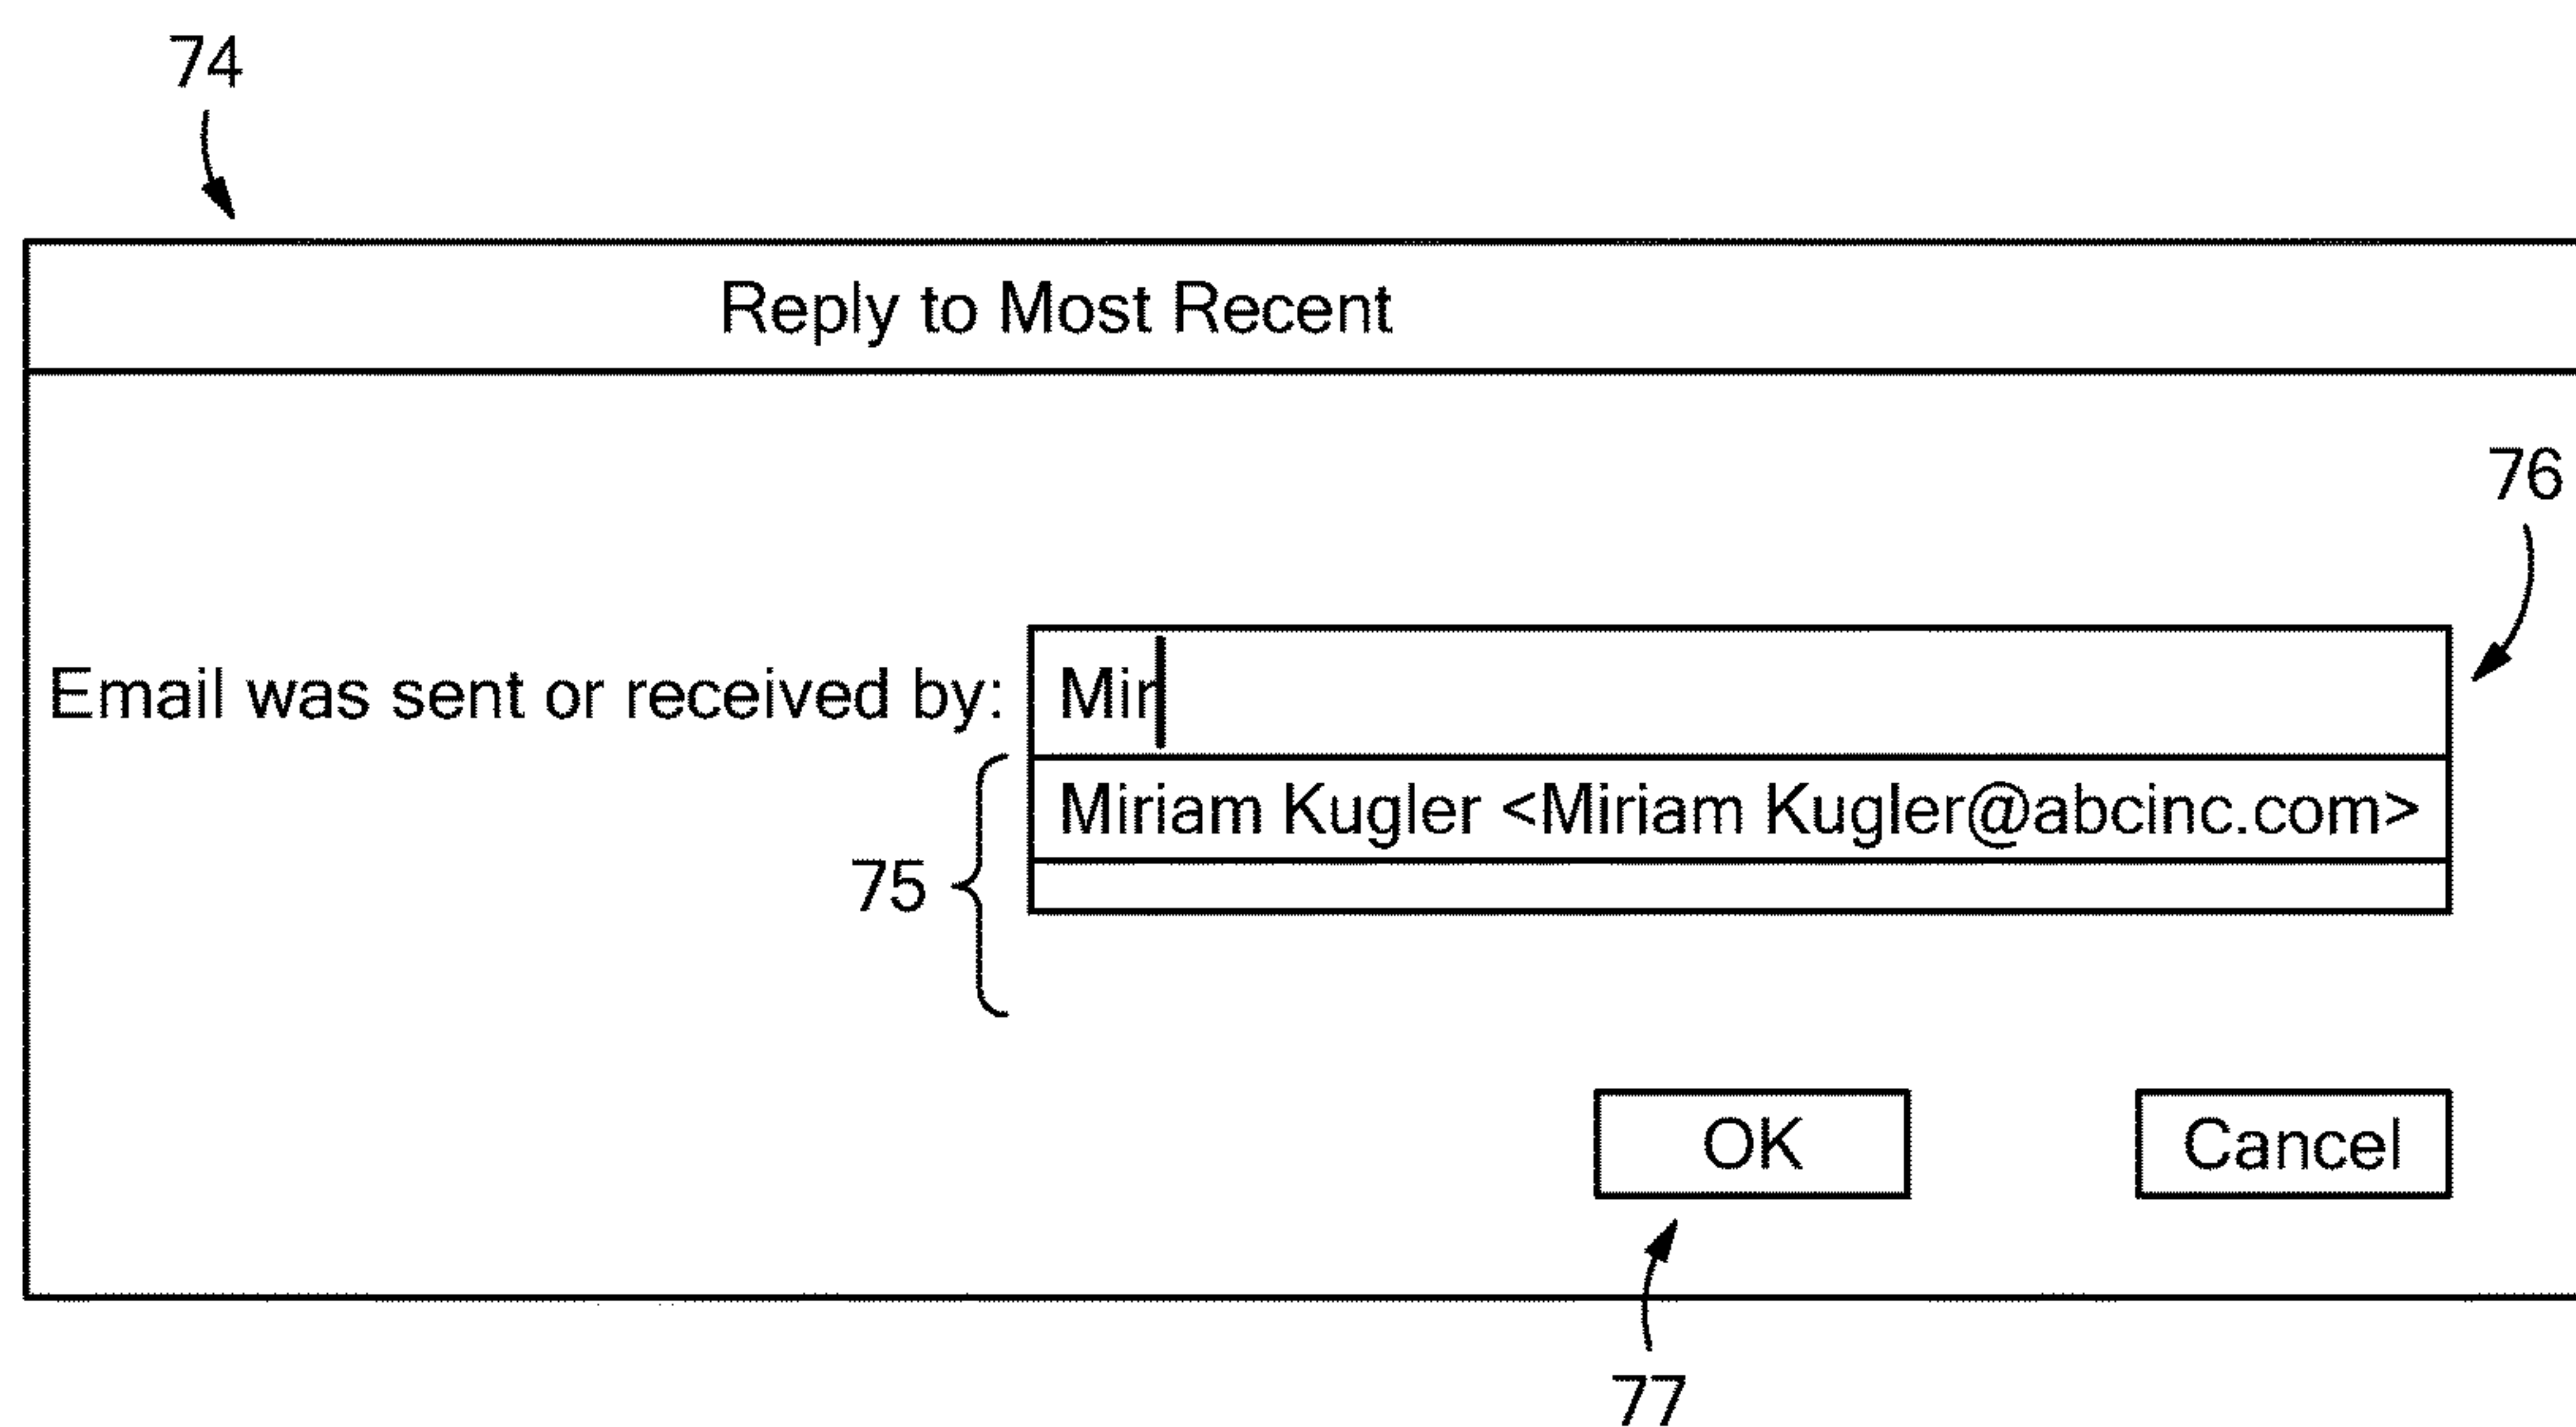 74
Reply to Most Recent
76
Email was sent or received by: Mir
Miriam Kugler <Miriam Kugler@abcinc.com>
75
OK Cancel
77